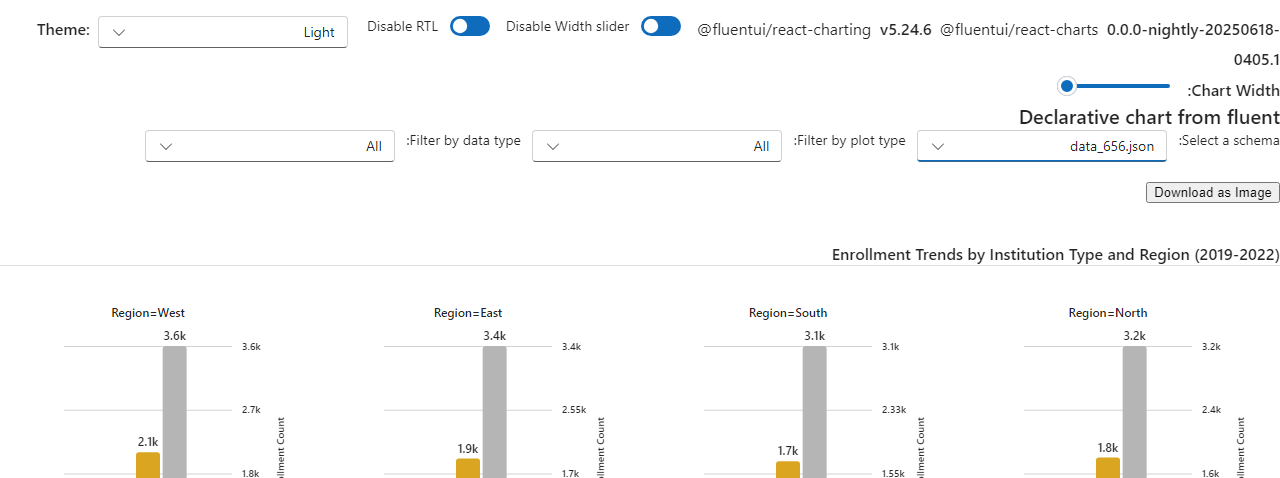 Theme: Light Disable RTL Disable Width slider @fluentui/react-charting v5.24.6 @fluentui/react-charts 0.0.0-nightly-20250618-
0405.1
:Chart Width
Declarative chart from fluent
:Select a schema data_656.json :Filter by plot type All :Filter by data type All
Download as Image
Enrollment Trends by Institution Type and Region (2019-2022)
Region=West Region=East Region=South Region=North
3.6k 3.4k 3.1k 3.2k
3.6k 3.4k 3.1k 3.2k
2.7k 2.55k 2.33k 2.4k
2.1k 1.9k 1.7k 1.8k
1.8k 1.7k 1.55k 1.6k
Count Count Count Count